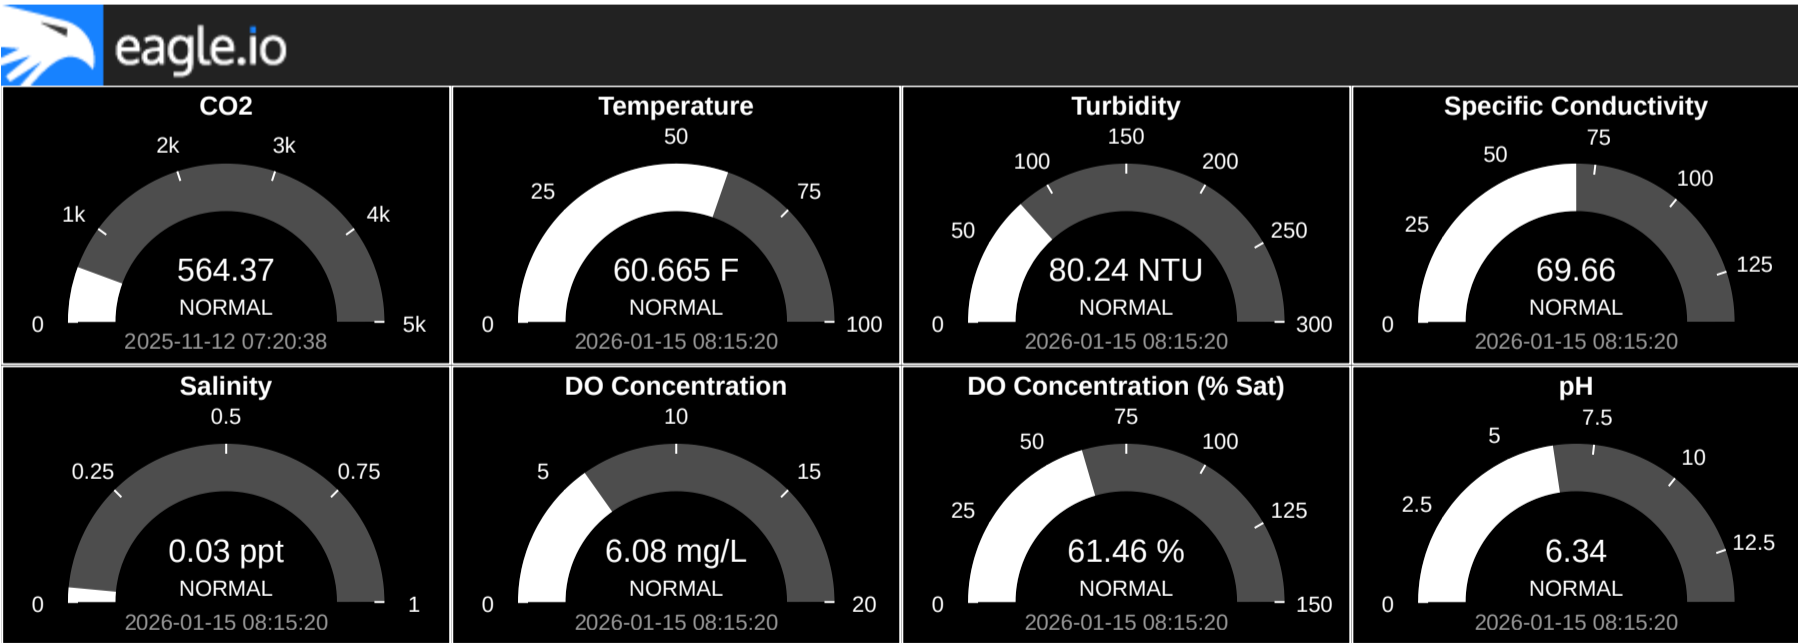 eagle.io
CO2
0
1k
2k
3k
4k
5k
564.37
NORMAL
2025-11-12 07:20:38
Temperature
0
25
50
75
100
60.665 F
NORMAL
2026-01-15 08:15:20
Turbidity
0
50
100
150
200
250
300
80.24 NTU
NORMAL
2026-01-15 08:15:20
Specific Conductivity
0
25
50
75
100
125
69.66
NORMAL
2026-01-15 08:15:20
Salinity
0
0.25
0.5
0.75
1
0.03 ppt
NORMAL
2026-01-15 08:15:20
DO Concentration
0
5
10
15
20
6.08 mg/L
NORMAL
2026-01-15 08:15:20
DO Concentration (% Sat)
0
25
50
75
100
125
150
61.46 %
NORMAL
2026-01-15 08:15:20
pH
0
2.5
5
7.5
10
12.5
6.34
NORMAL
2026-01-15 08:15:20